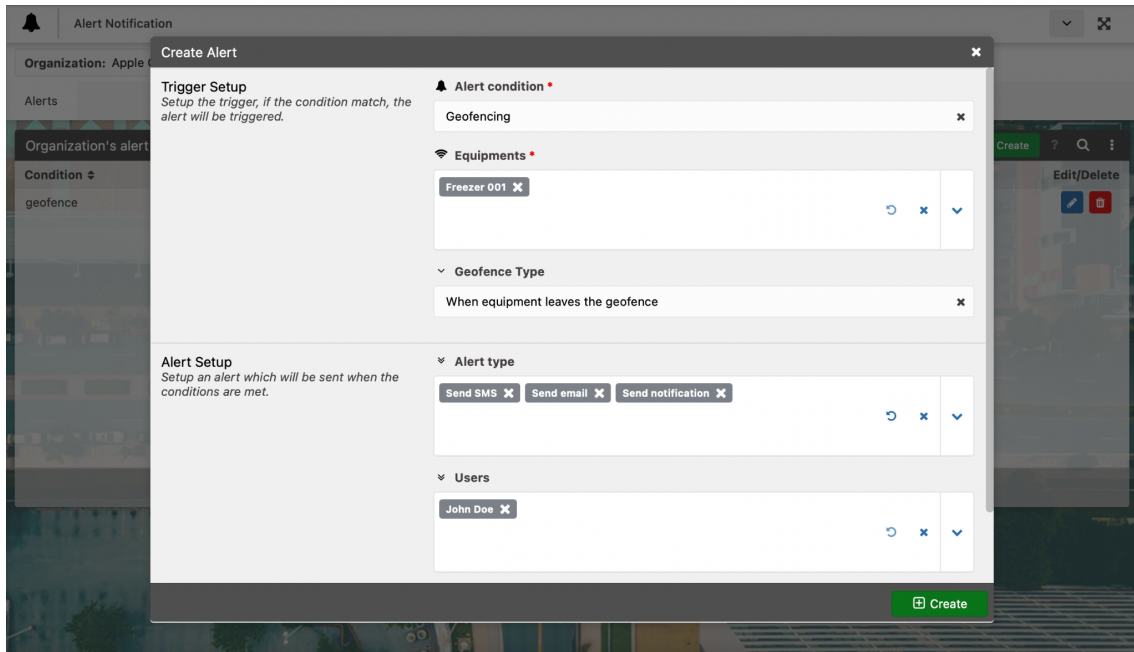 Alert Notification
Organization: Apple
Create Alert
Alerts
Trigger Setup
Setup the trigger, if the condition match, the
alert will be triggered.
Alert condition *
Geofencing
Organization's alert
Create ?
Equipments *
Condition
Edit/Delete
Freezer 001
geofence
Geofence Type
When equipment leaves the geofence
Alert Setup
Setup an alert which will be sent when the
conditions are met.
Alert type
Send SMS Send email Send notification
Users
John Doe
Create